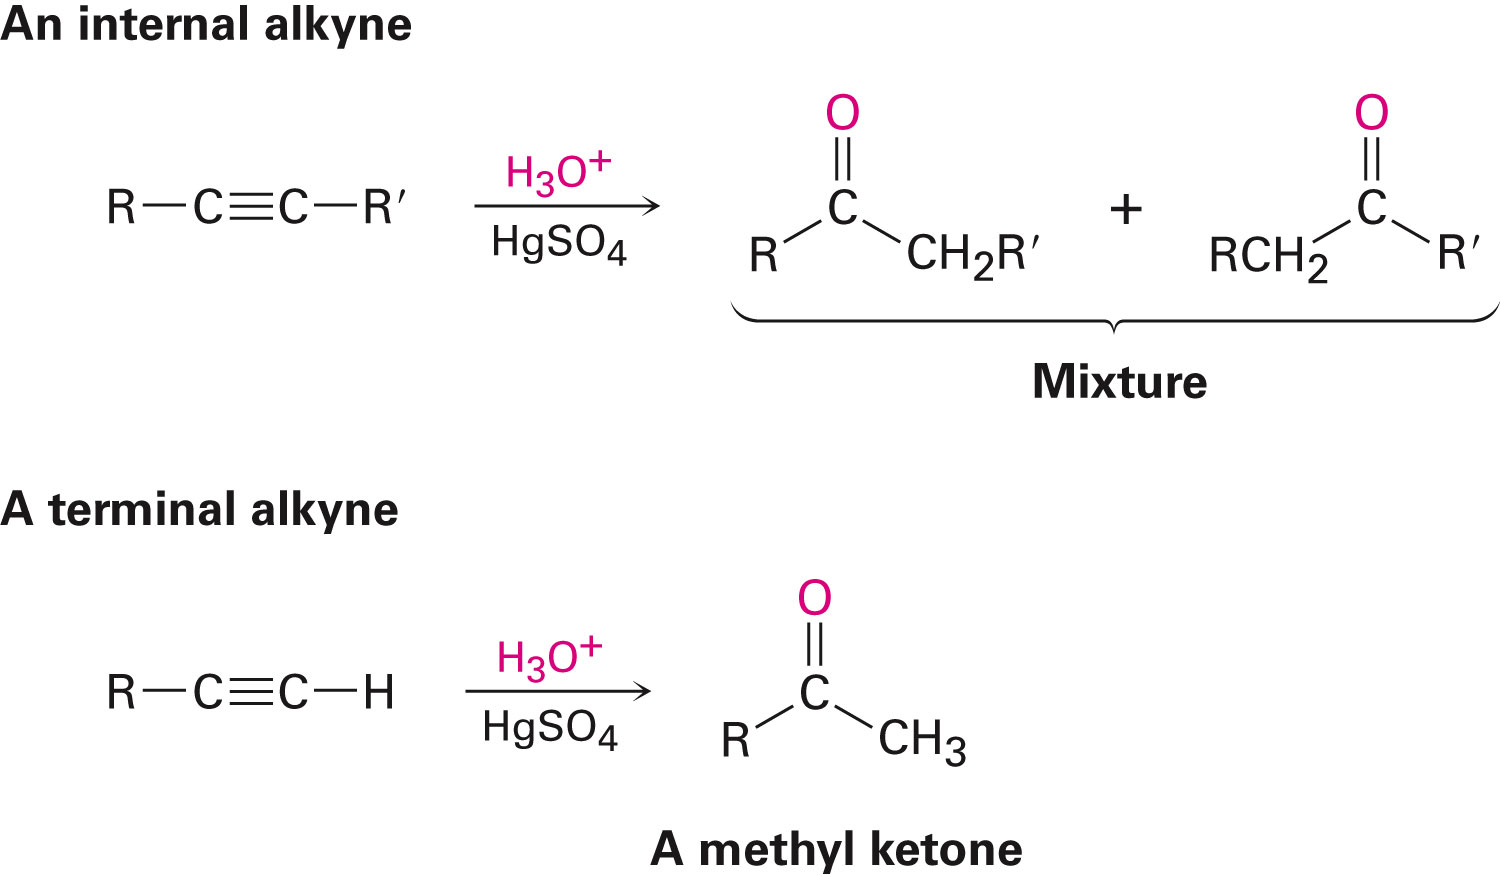 An internal alkyne
O O
H₃O⁺
R—C≡C—R′ C + C
HgSO₄ R CH₂R′ RCH₂ R′
Mixture
A terminal alkyne
O
H₃O⁺
R—C≡C—H C
HgSO₄ R CH₃
A methyl ketone